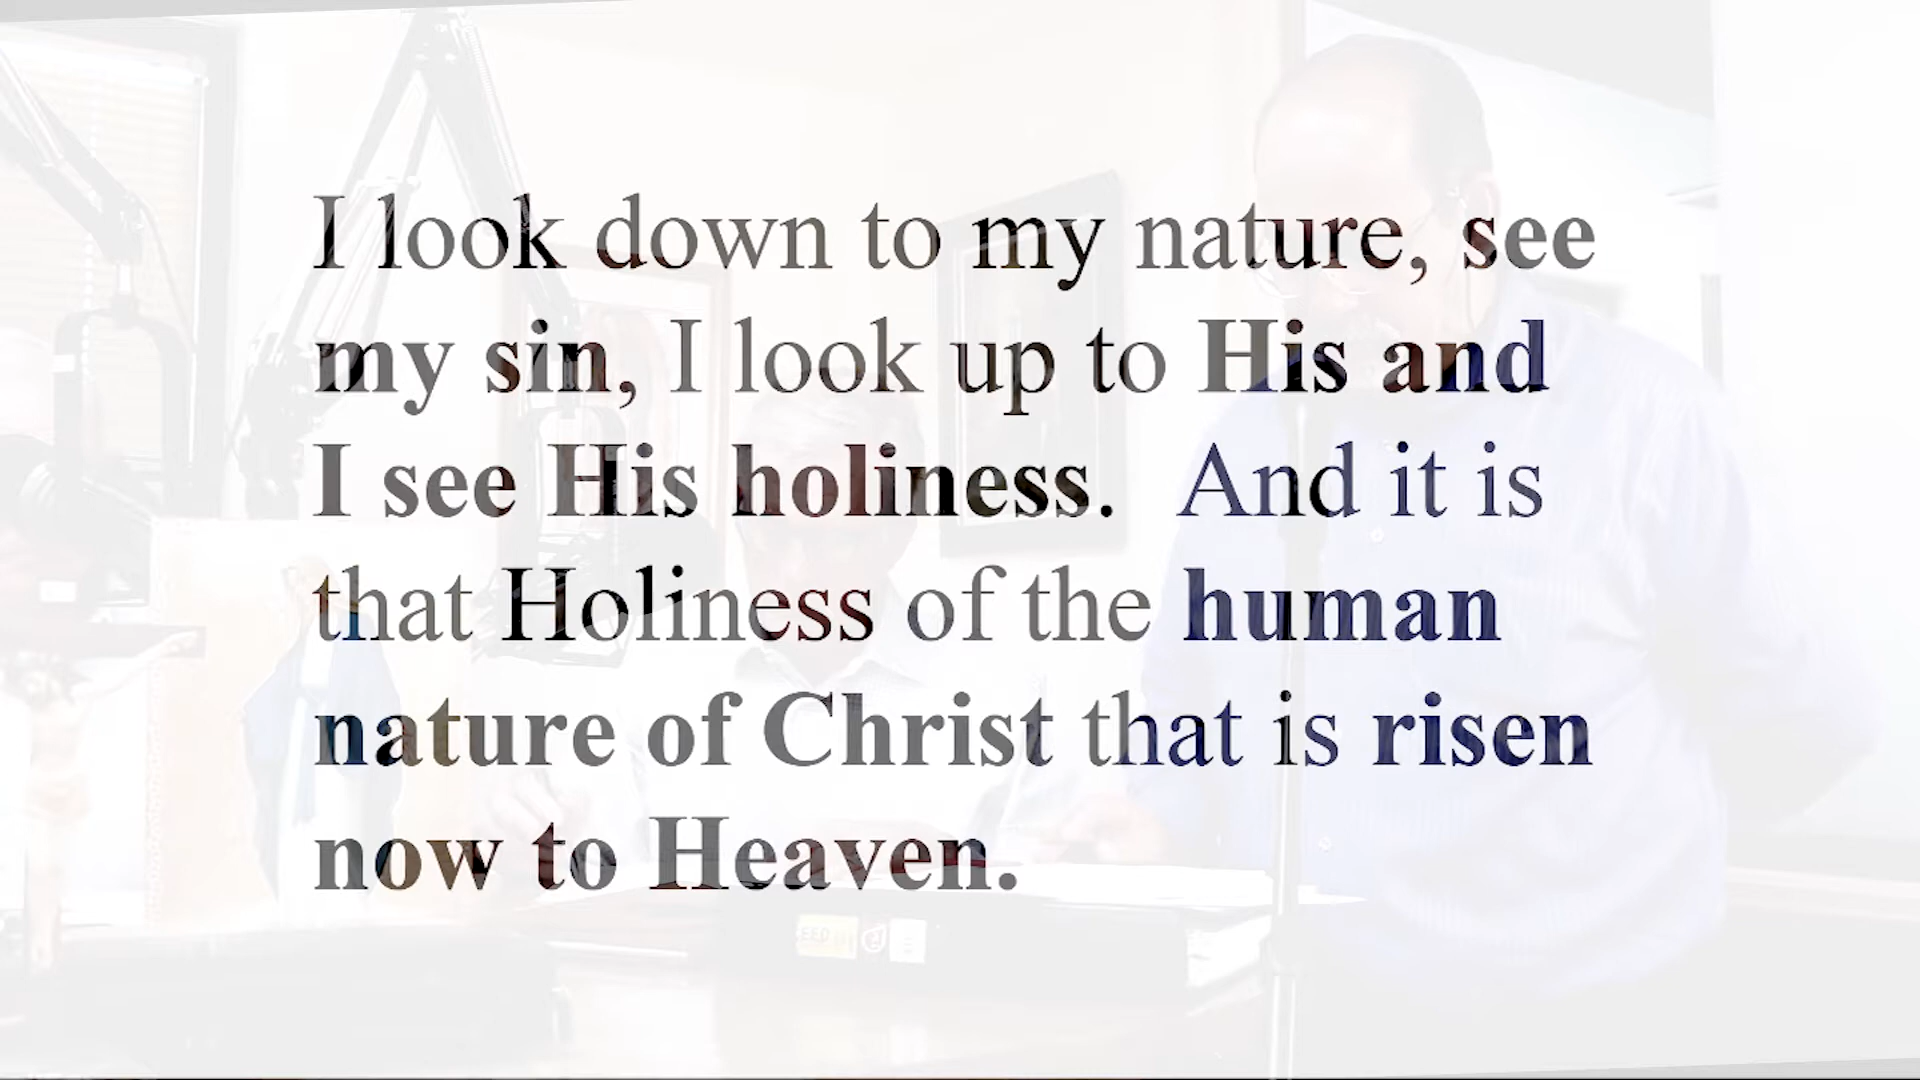 I look down to my nature, see
my sin, I look up to His and
I see His holiness.  And it is
that Holiness of the human
nature of Christ that is risen
now to Heaven.